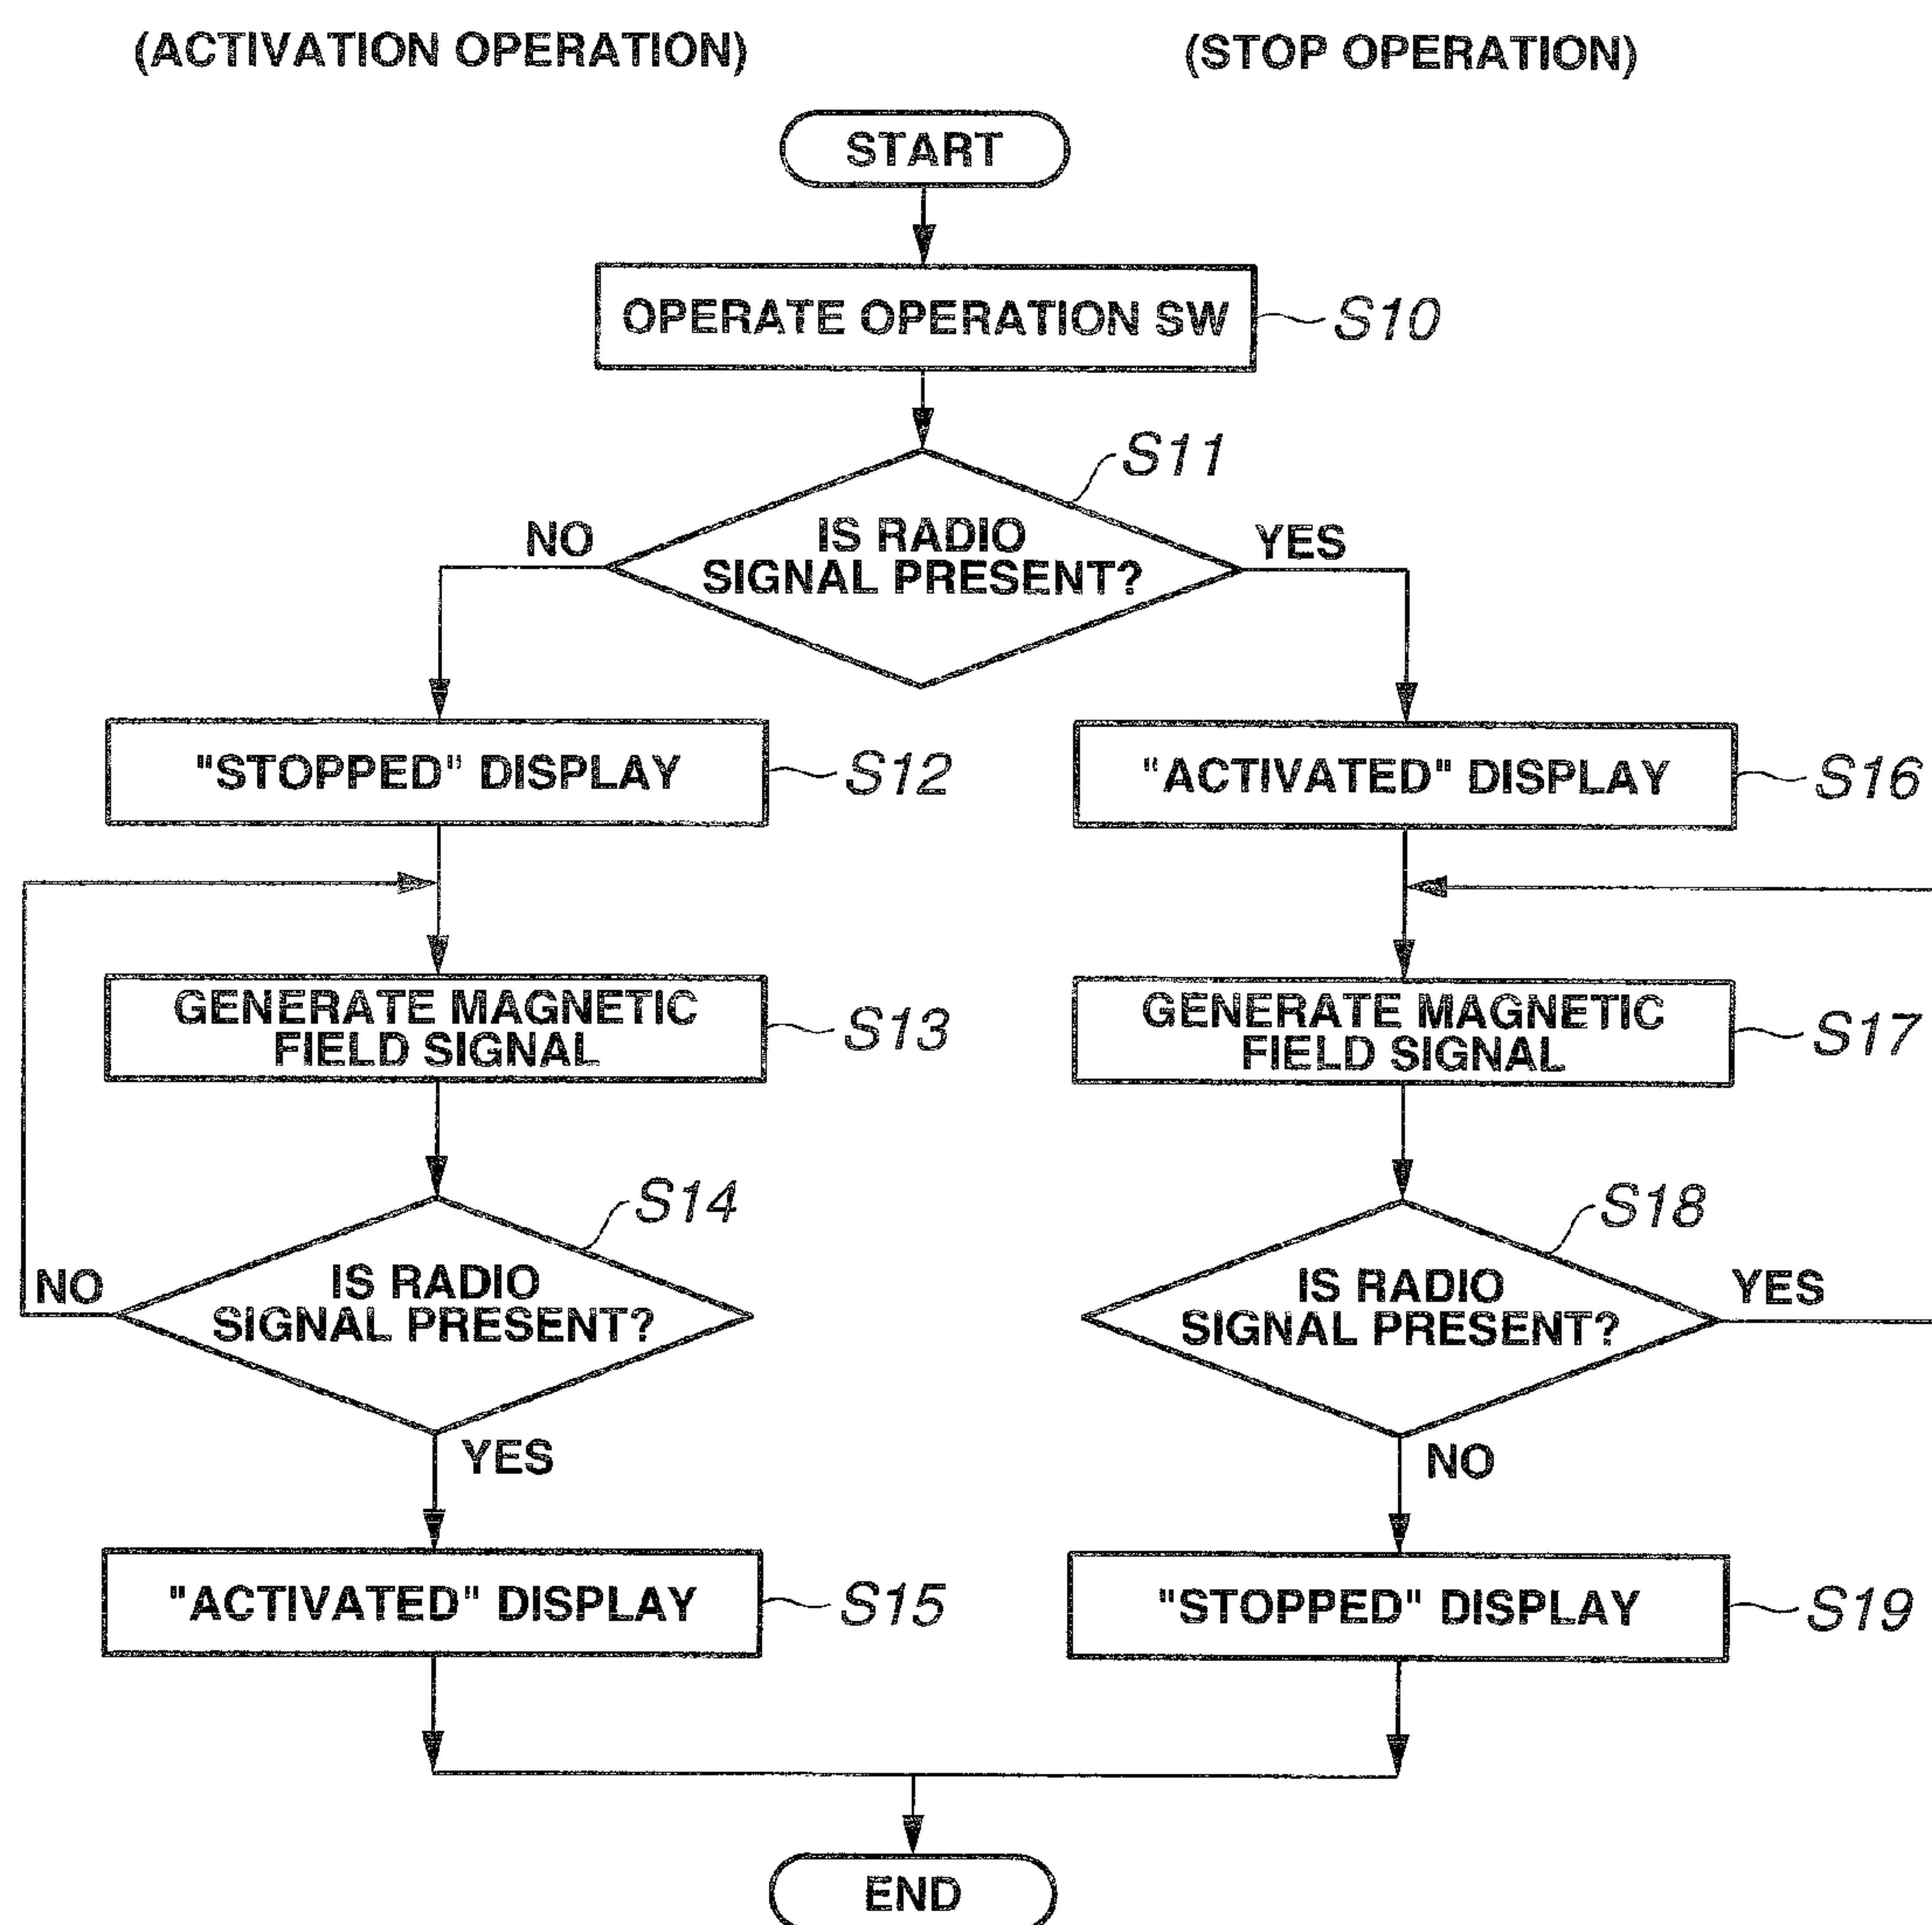 (ACTIVATION OPERATION)
(STOP OPERATION)
START
OPERATE OPERATION SW
S10
S11
IS RADIO
SIGNAL PRESENT?
NO
YES
"STOPPED" DISPLAY
S12
"ACTIVATED" DISPLAY
S16
GENERATE MAGNETIC
FIELD SIGNAL
S13
GENERATE MAGNETIC
FIELD SIGNAL
S17
S14
IS RADIO
SIGNAL PRESENT?
NO
YES
S18
IS RADIO
SIGNAL PRESENT?
YES
NO
"ACTIVATED" DISPLAY
S15
"STOPPED" DISPLAY
S19
END